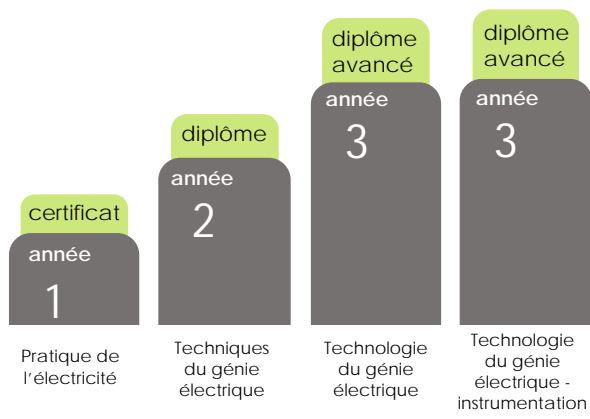 certificat
année
1
Pratique de
l'électricité
diplôme
année
2
Techniques
du génie
électrique
diplôme
avancé
année
3
Technologie
du génie
électrique
diplôme
avancé
année
3
Technologie
du génie
électrique -
instrumentation